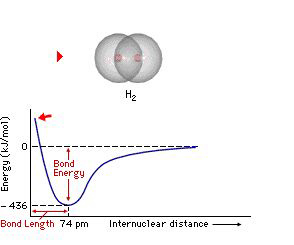 H2
Energy (kJ/mol)
0
Bond
Energy
- 436
Bond Length
74 pm
Internuclear distance